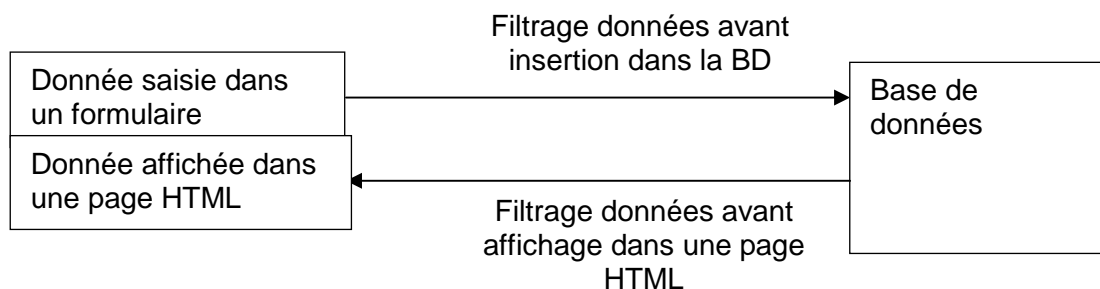 Filtrage données avant
insertion dans la BD
Donnée saisie dans
un formulaire
Base de
données
Donnée affichée dans
une page HTML
Filtrage données avant
affichage dans une page
HTML